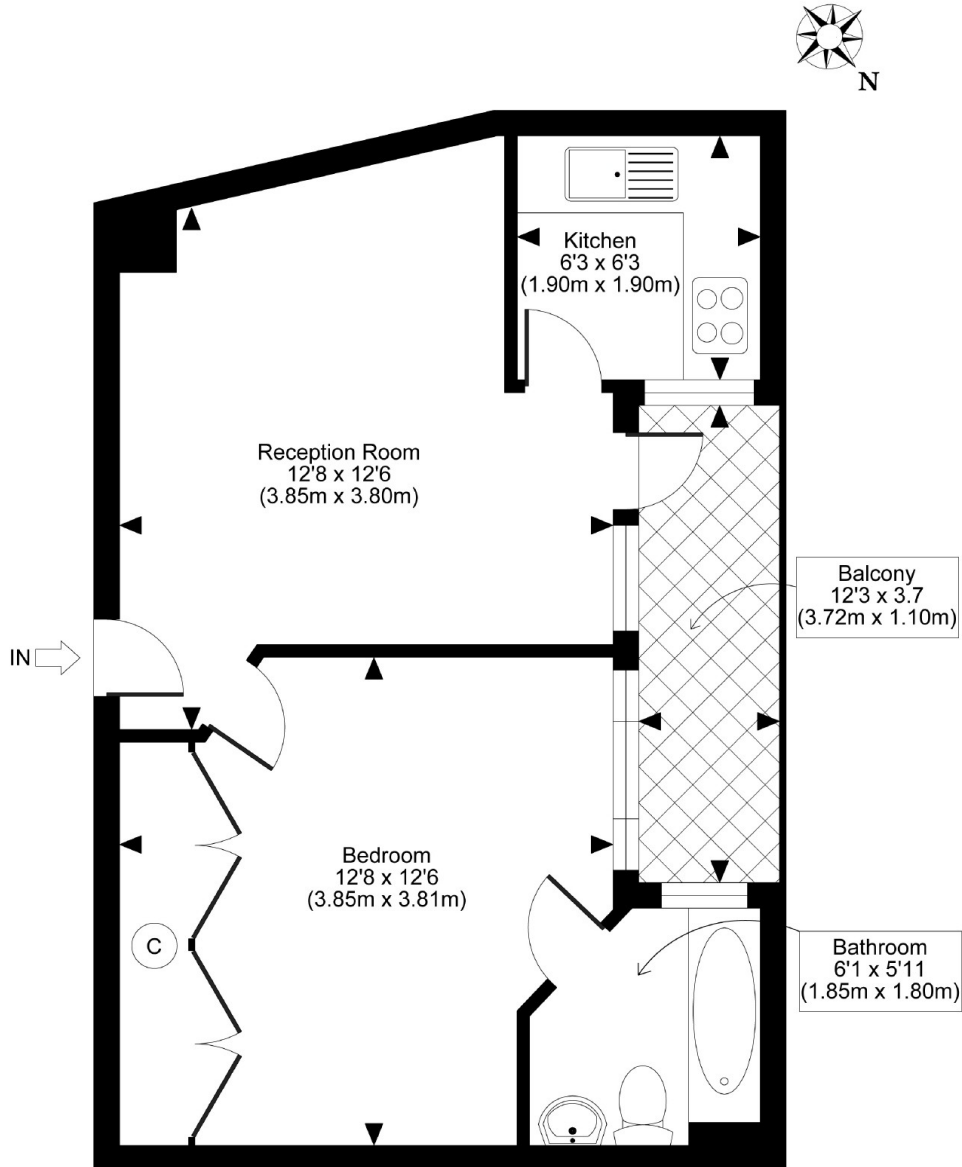 N
Kitchen
6'3 x 6'3
(1.90m x 1.90m)
Reception Room
12'8 x 12'6
(3.85m x 3.80m)
Balcony
12'3 x 3.7
(3.72m x 1.10m)
IN
Bedroom
12'8 x 12'6
(3.85m x 3.81m)
C
Bathroom
6'1 x 5'11
(1.85m x 1.80m)